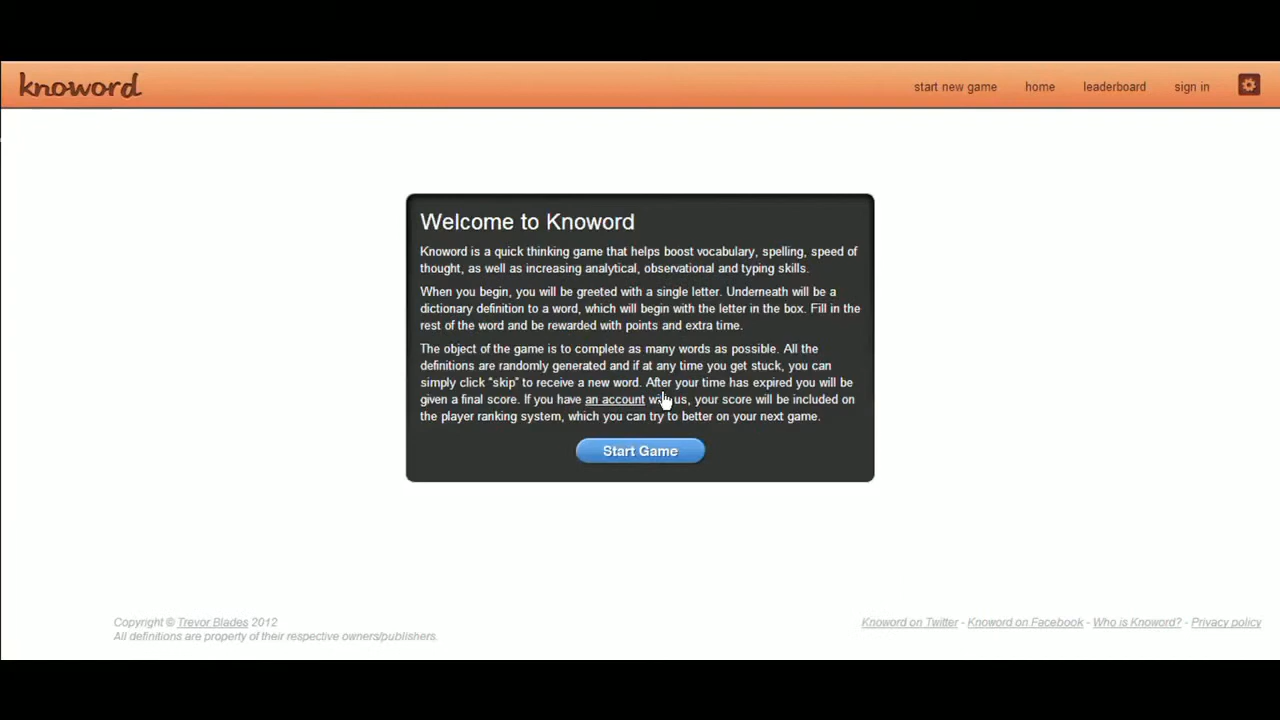 knoword
start new game home leaderboard sign in
Welcome to Knoword
Knoword is a quick thinking game that helps boost vocabulary, spelling, speed of
thought, as well as increasing analytical, observational and typing skills.
When you begin, you will be greeted with a single letter. Underneath will be a
dictionary definition to a word, which will begin with the letter in the box. Fill in the
rest of the word and be rewarded with points and extra time.
The object of the game is to complete as many words as possible. All the
definitions are randomly generated and if at any time you get stuck, you can
simply click "skip" to receive a new word. After your time has expired you will be
given a final score. If you have an account with us, your score will be included on
the player ranking system, which you can try to better on your next game.
Start Game
Copyright © Trevor Blades 2012
All definitions are property of their respective owners/publishers.
Knoword on Twitter - Knoword on Facebook - Who is Knoword? - Privacy policy